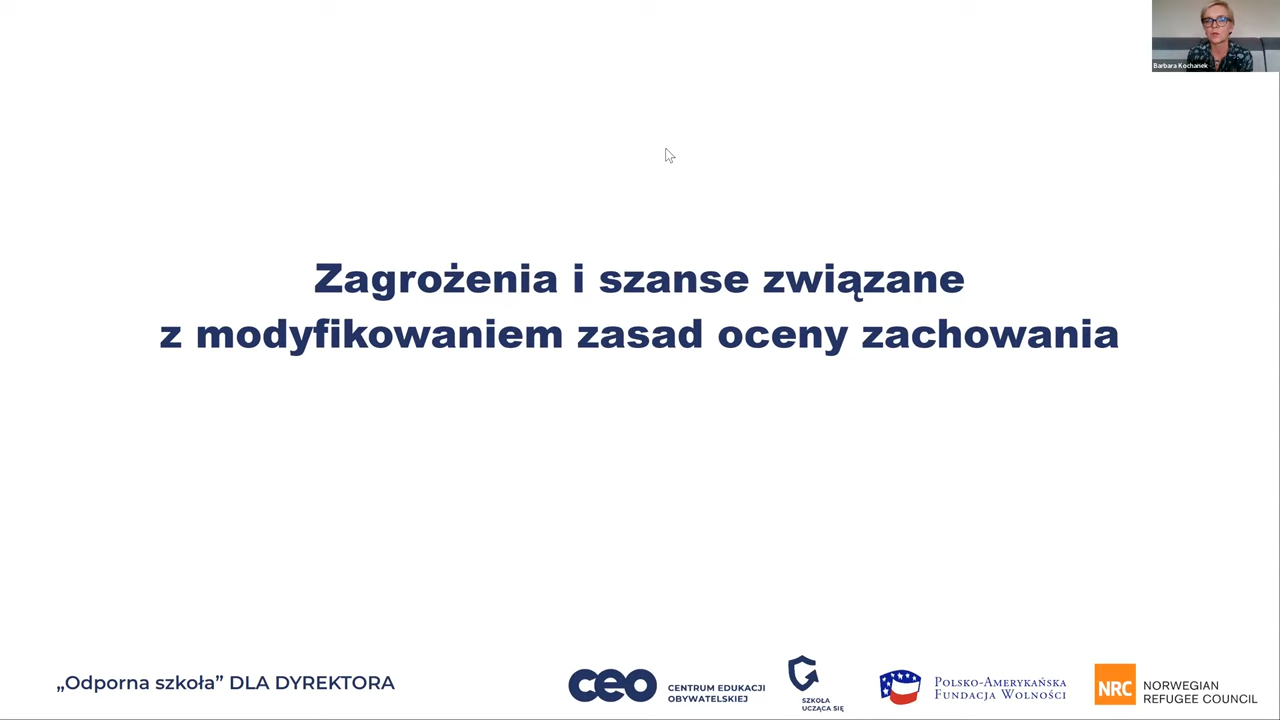 Barbara Kochanek
Zagrożenia i szanse związane
z modyfikowaniem zasad oceny zachowania
„Odporna szkoła” DLA DYREKTORA
ceo
CENTRUM EDUKACJI
OBYWATELSKIEJ
SZKOŁA
UCZĄCA SIĘ
POLSKO-AMERYKAŃSKA
FUNDACJA WOLNOŚCI
NRC
NORWEGIAN
REFUGEE COUNCIL